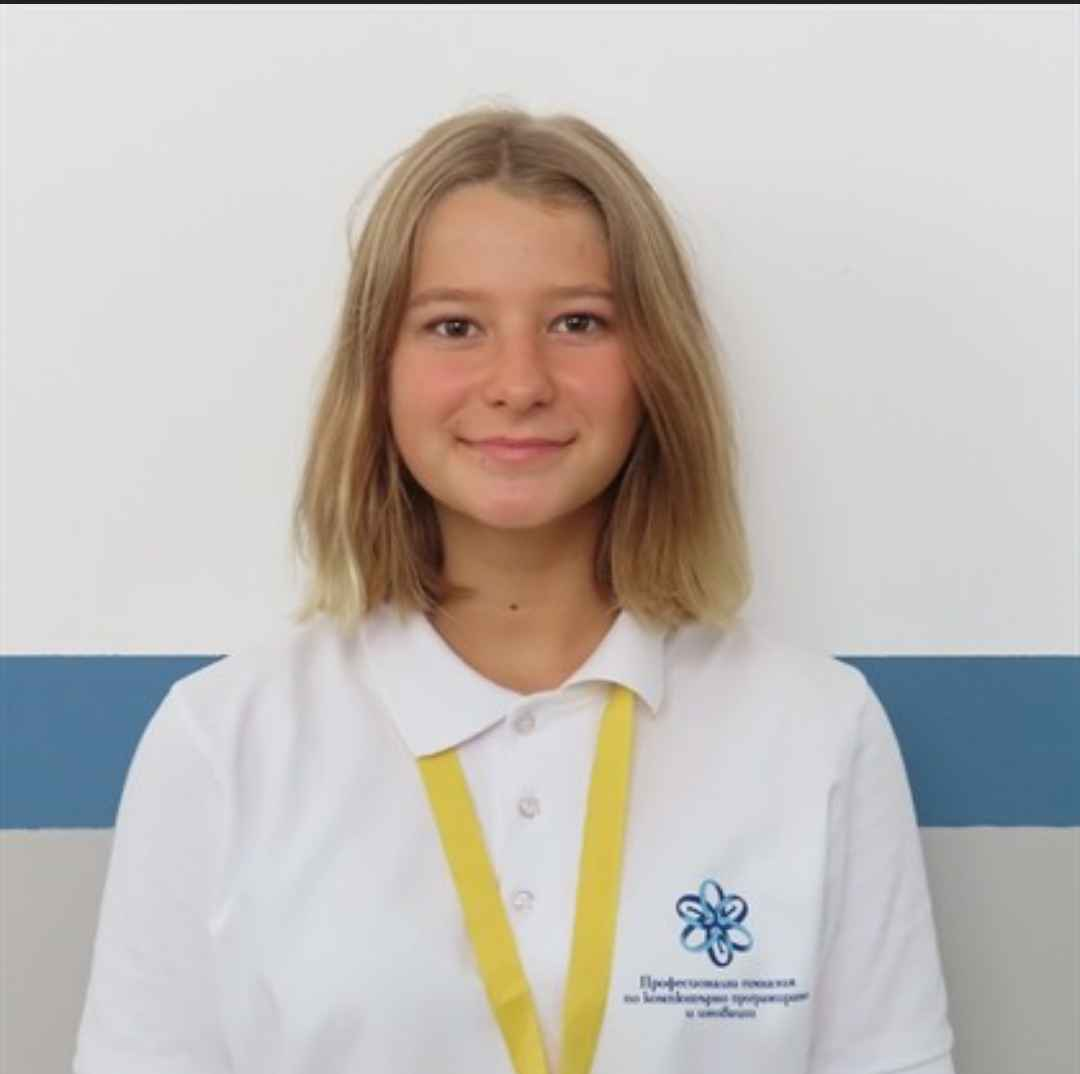 Професионална гимназия
по компютърно програмиране
и иновации